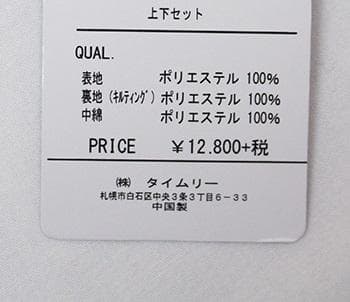 上下セット
QUAL.
表地 ポリエステル 100%
裏地(ｷﾙﾃｨﾝｸﾞ)ポリエステル 100%
中綿 ポリエステル 100%
PRICE ￥12.800+税
㈱ タイムリー
札幌市白石区中央3条3丁目6－33
中国製